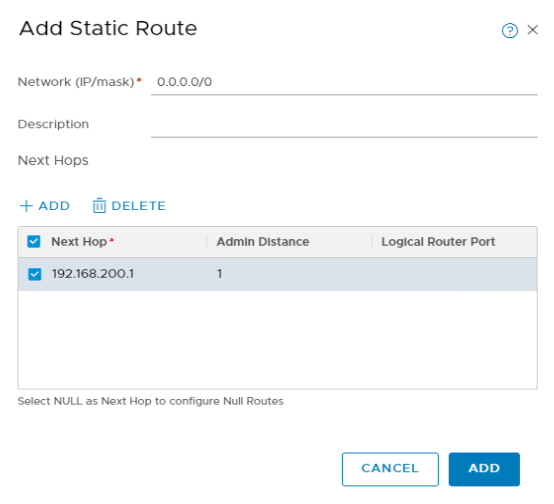 Add Static Route
Network (IP/mask)* 0.0.0.0/0
Description
Next Hops
+ ADD DELETE
Next Hop* Admin Distance Logical Router Port
192.168.200.1 1
Select NULL as Next Hop to configure Null Routes
CANCEL ADD